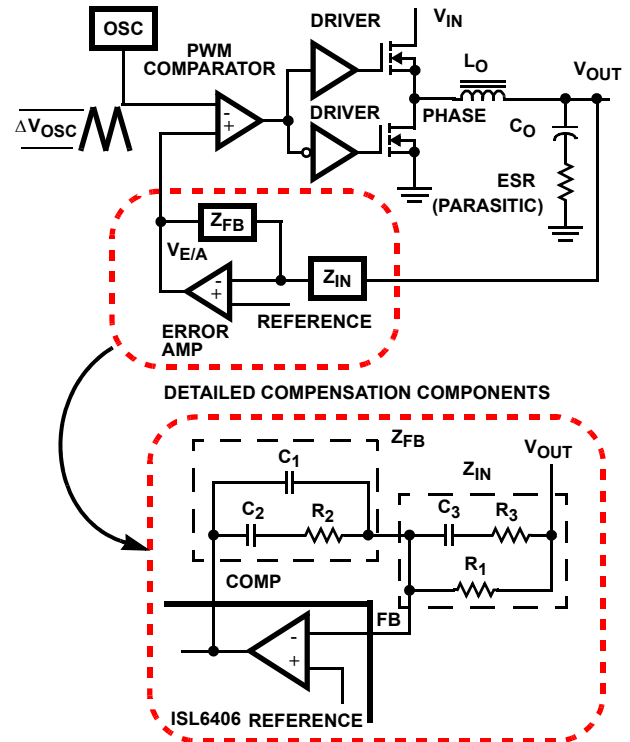 OSC
PWM
COMPARATOR
DRIVER
V_IN
ΔV_OSC
-
+
DRIVER
L_O
V_OUT
PHASE
C_O
ESR
(PARASITIC)
Z_FB
V_E/A
-
+
Z_IN
REFERENCE
ERROR
AMP
DETAILED COMPENSATION COMPONENTS
Z_FB
C_1
V_OUT
Z_IN
C_2
R_2
C_3
R_3
R_1
COMP
FB
-
+
ISL6406
REFERENCE